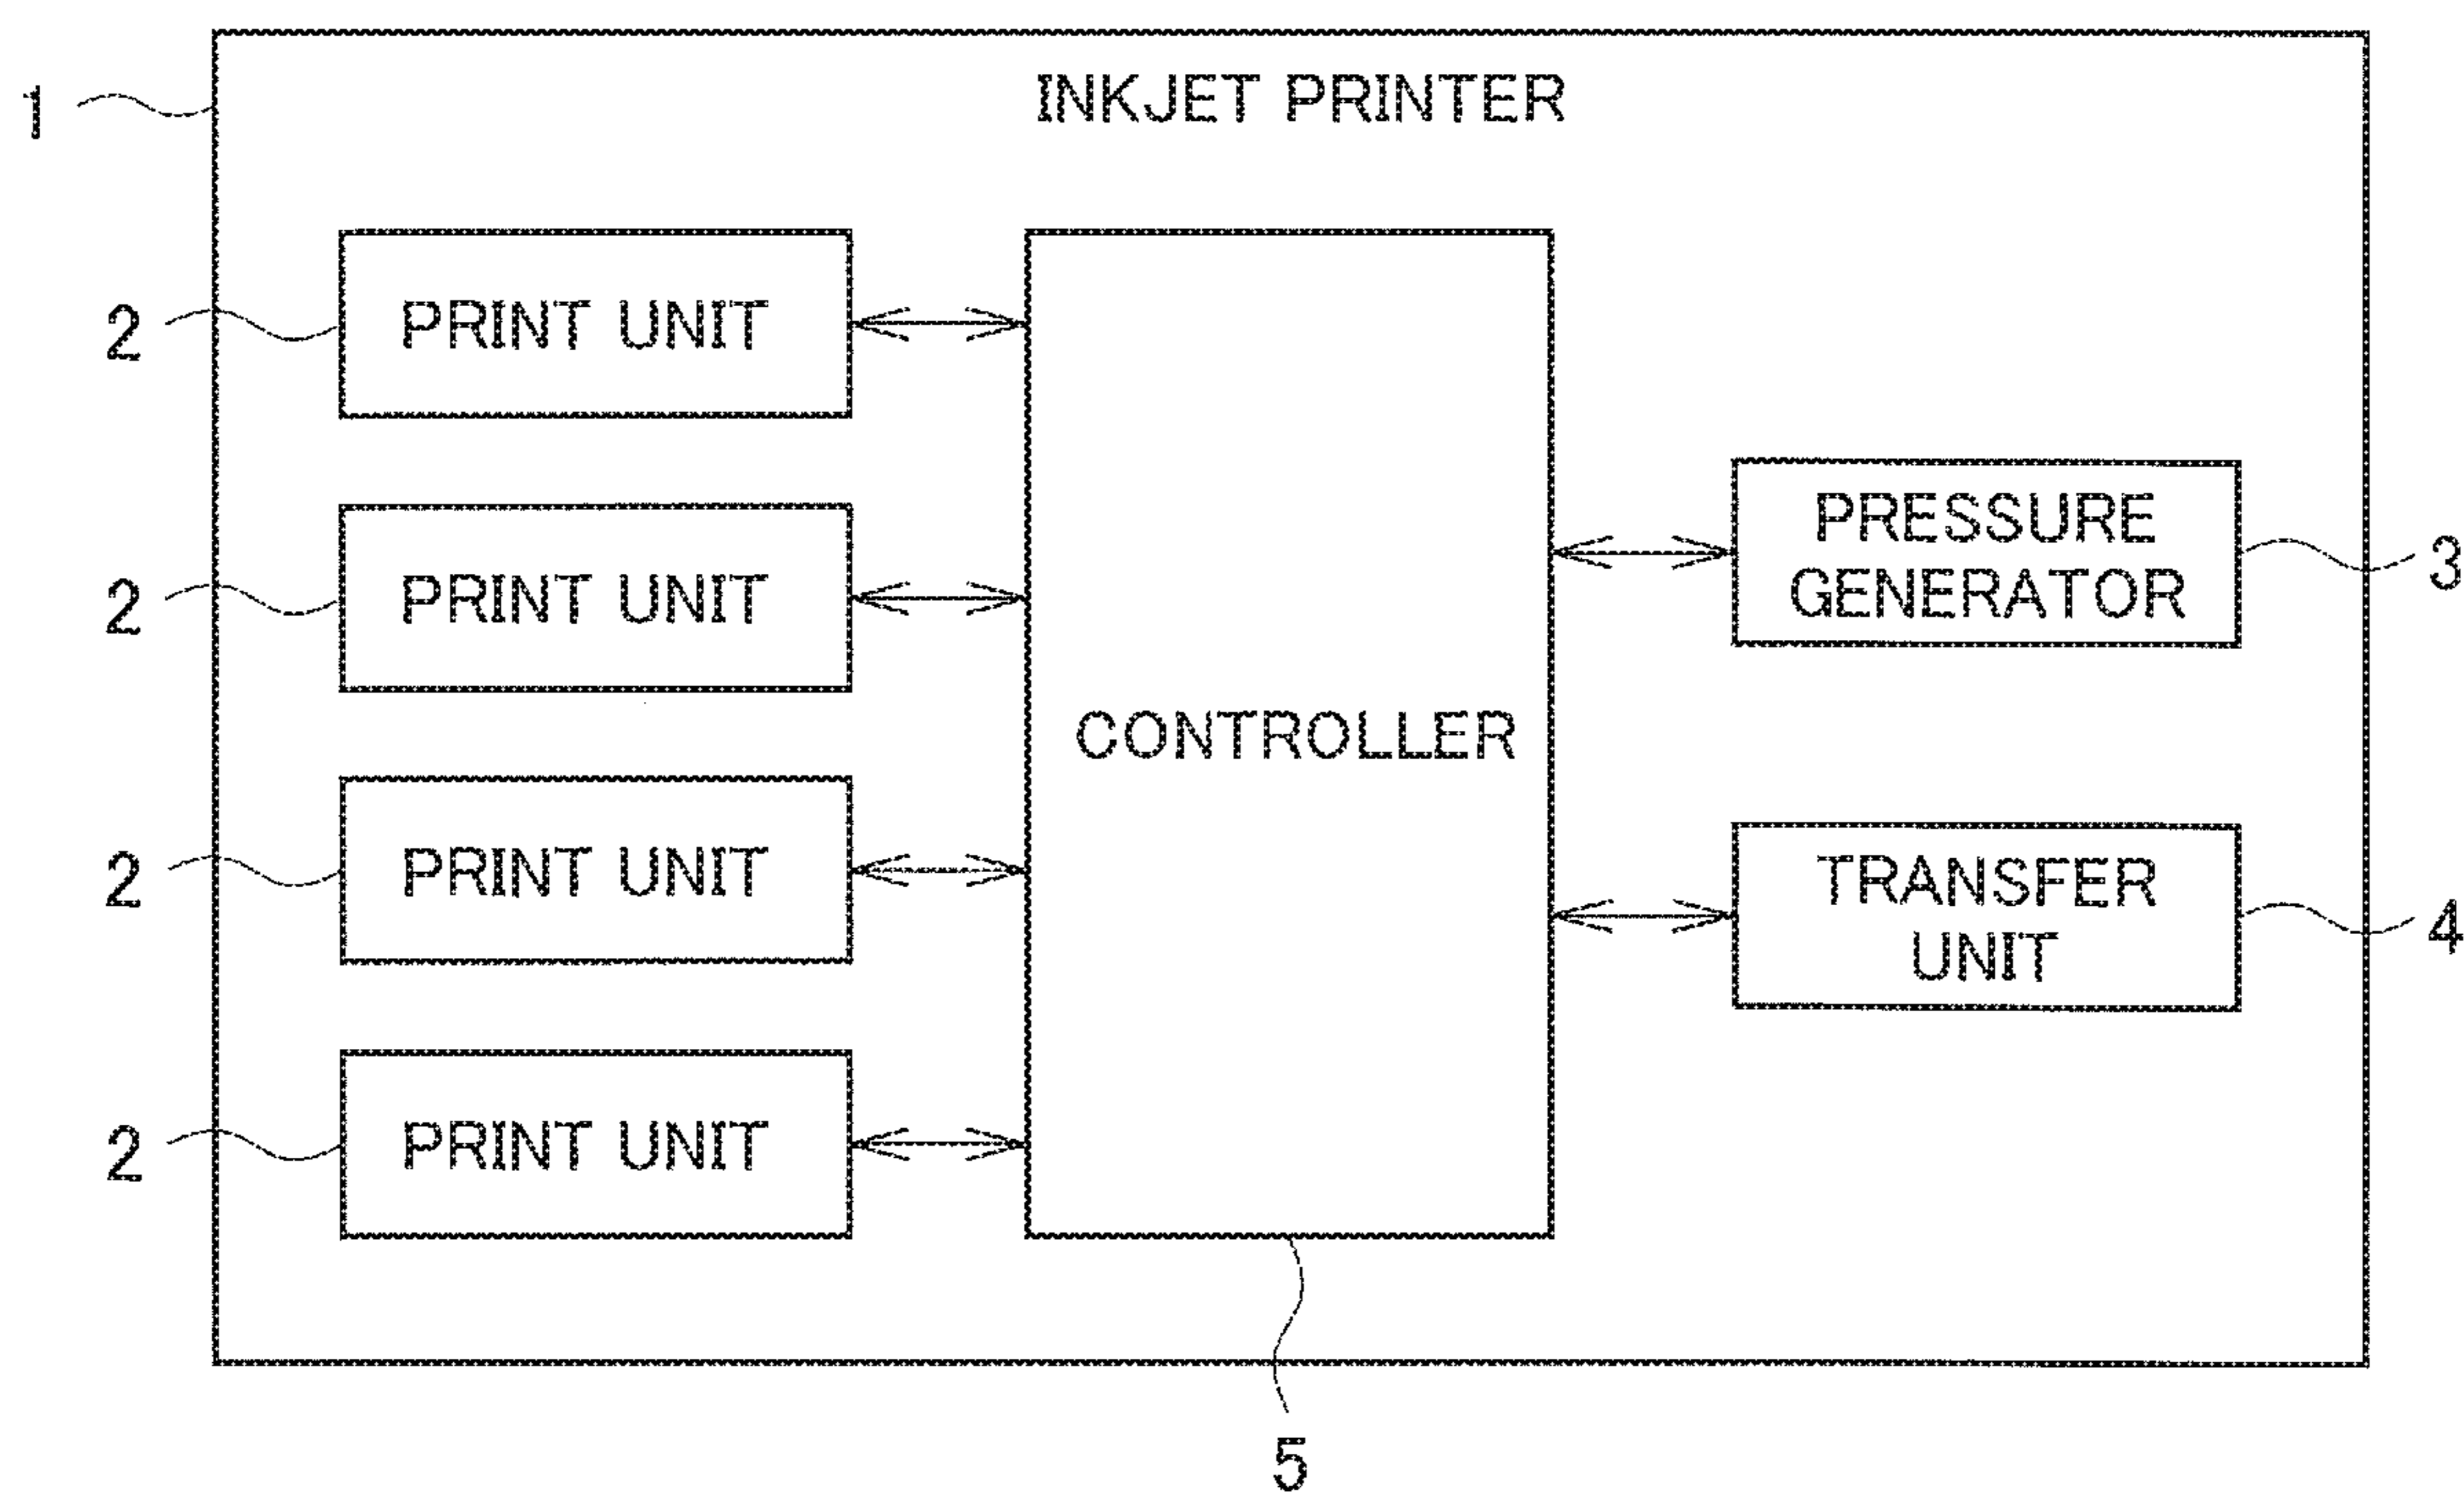 1
INKJET PRINTER
2
PRINT UNIT
2
PRINT UNIT
2
PRINT UNIT
2
PRINT UNIT
CONTROLLER
5
PRESSURE
GENERATOR
3
TRANSFER
UNIT
4